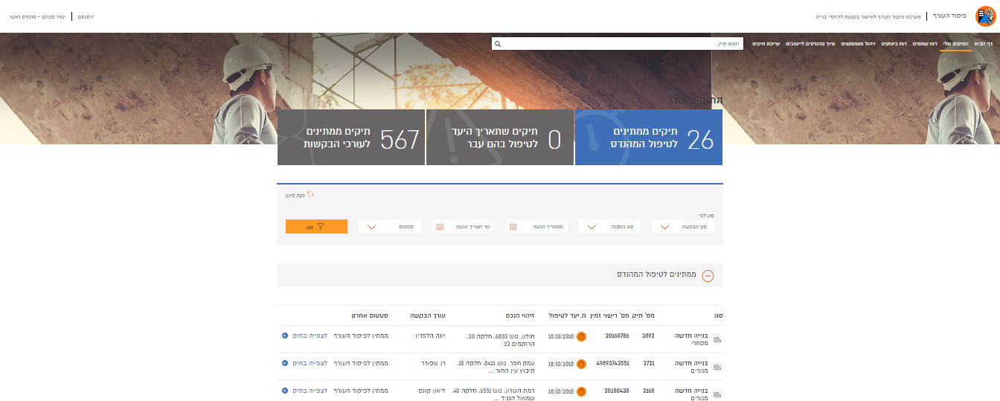 פיקוד העורף
מערכת פיקוד העורף לאישור בקשות להיתרי בנייה
התנתק
יגאל פברמן - מהנדס ראשי
דף הבית
התיקים שלי
דוח עומסים
דוח ביצועים
ניהול משתמשים
שיוך מהנדסים ליישובים
עריכת תיקים
חפש תיק
התיקים שלי
26 תיקים ממתינים
לטיפול המהנדס
0 תיקים שתאריך היעד
לטיפול בהם עבר
567 תיקים ממתינים
לעורכי הבקשות
נקה סינון
סנן לפי
סוג הבקשה
סוג המבנה
מתאריך הגשה
עד תאריך הגשה
סטטוס
סנן
ממתינים לטיפול המהנדס
סוג מס' תיק מס' רישוי זמין ת.יעד לטיפול זיהוי הנכס עורך הבקשה סטטוס אחרון
בנייה חדשה 3892 20160786 18/10/2018 חולון, גוש 6803, חלקה 30, יונה הלפרין ממתין לפיקוד העורף לצפייה בתיק
מסחרי הרוקמים 23
בנייה חדשה 2721 49893743551 18/10/2018 עמק חפר, גוש 8421, חלקה 18, רן שפורר ממתין לפיקוד העורף לצפייה בתיק
מגורים קיבוץ עין החור ...
בנייה חדשה 3168 20180438 18/10/2018 רמת השרון, גוש 6551, חלקה 40, ליאון קונס ממתין לפיקוד העורף לצפייה בתיק
מגורים שמואל הנגיד ...